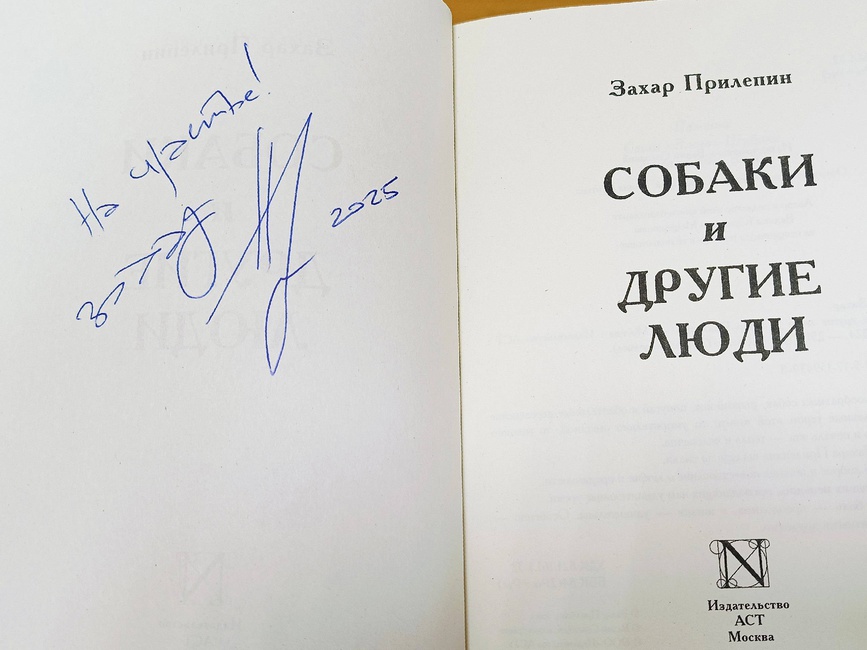 На счастье!
2025
Захар Прилепин
СОБАКИ
и
ДРУГИЕ
ЛЮДИ
N
Издательство
АСТ
Москва